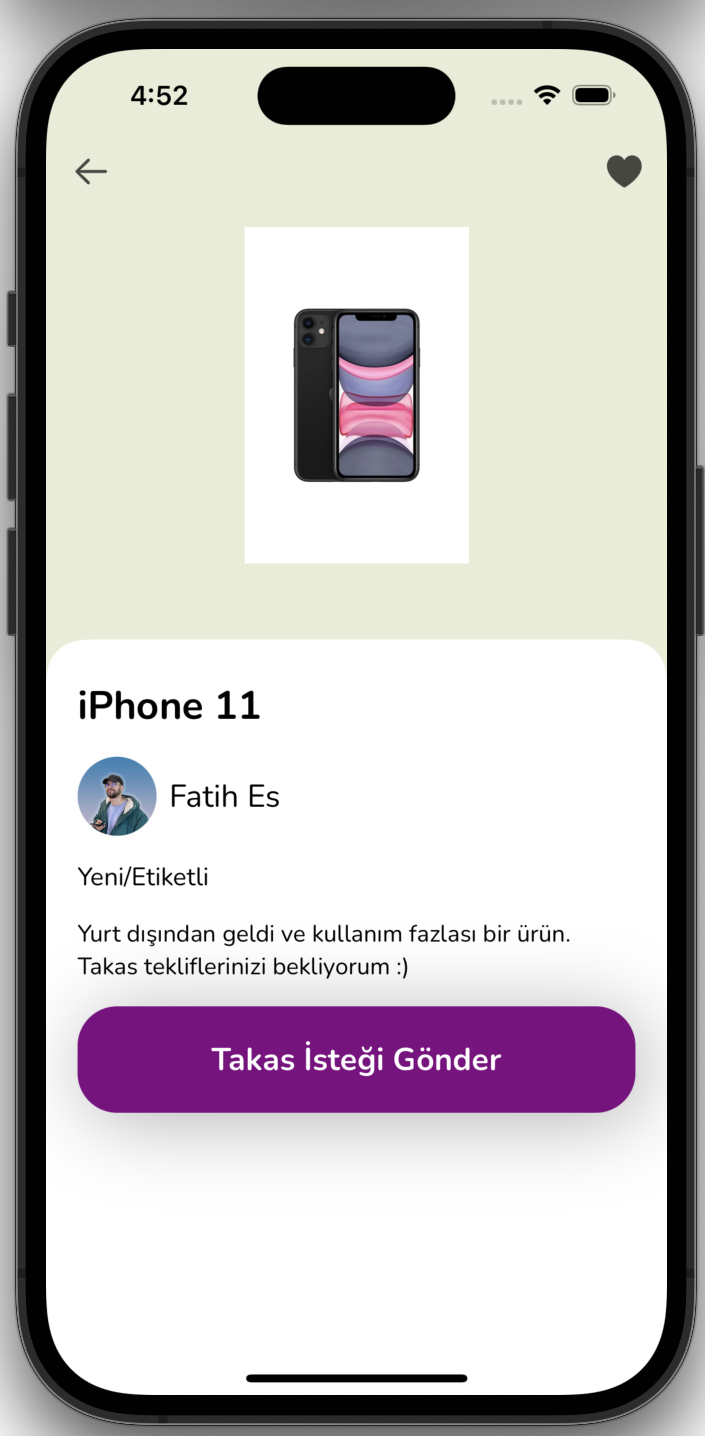 4:52
iPhone 11
Fatih Es
Yeni/Etiketli
Yurt dışından geldi ve kullanım fazlası bir ürün.
Takas tekliflerinizi bekliyorum :)
Takas İsteği Gönder